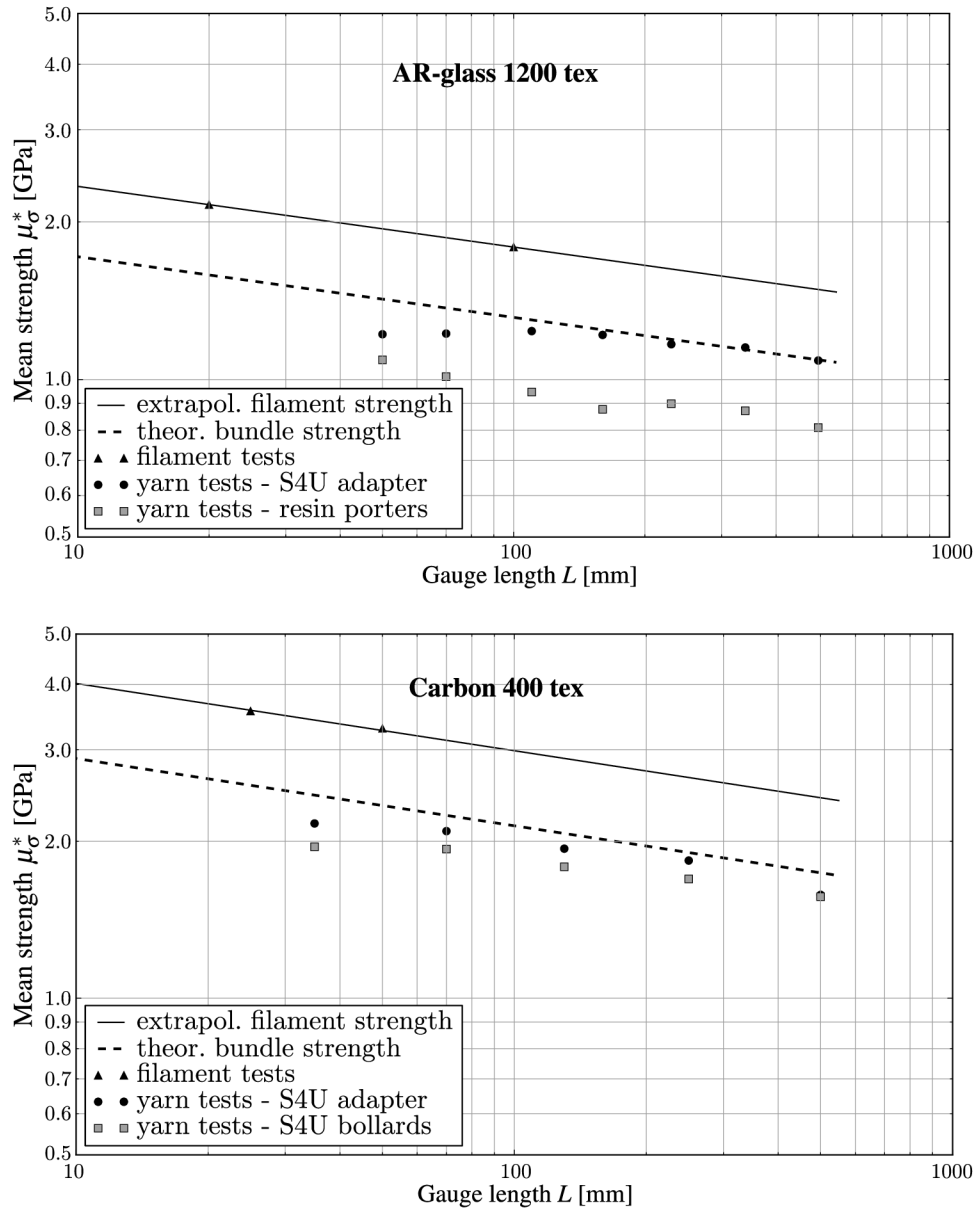 5.0
4.0
AR-glass 1200 tex
3.0
2.0
1.0
0.9
0.8
0.7
0.6
0.5
Mean strength μ*σ [GPa]
extrapol. filament strength
theor. bundle strength
filament tests
yarn tests - S4U adapter
yarn tests - resin porters
10 100 1000
Gauge length L [mm]
5.0
4.0
Carbon 400 tex
3.0
2.0
1.0
0.9
0.8
0.7
0.6
0.5
Mean strength μ*σ [GPa]
extrapol. filament strength
theor. bundle strength
filament tests
yarn tests - S4U adapter
yarn tests - S4U bollards
10 100 1000
Gauge length L [mm]